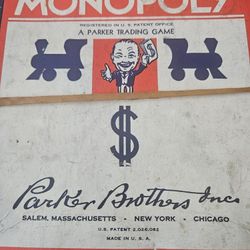 MONOPOLY
REGISTERED IN U. S. PATENT OFFICE
A PARKER TRADING GAME
$
Parker Brothers Inc.
SALEM, MASSACHUSETTS • NEW YORK • CHICAGO
U. S. PATENT 2,026,082
MADE IN U. S. A.